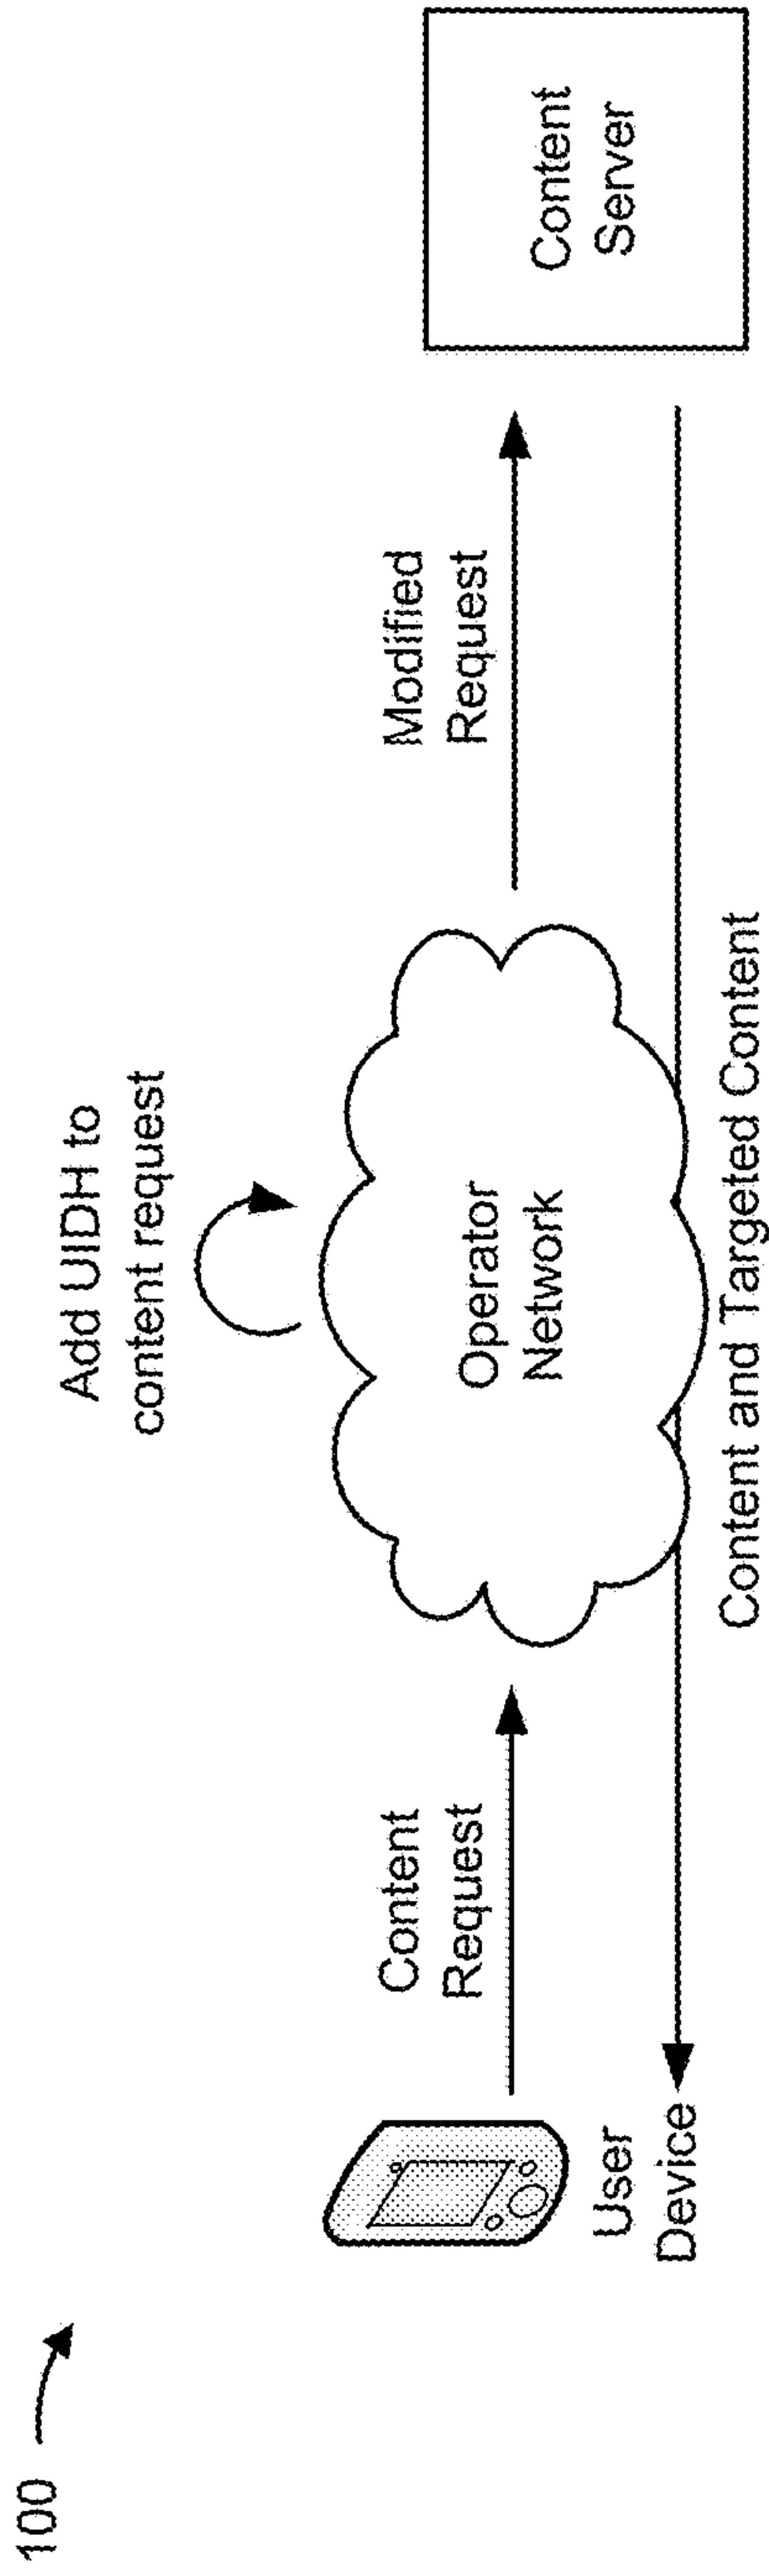 100
Add UIDH to
content request
Content
Request
Modified
Request
Operator
Network
Content
Server
User
Device
Content and Targeted Content